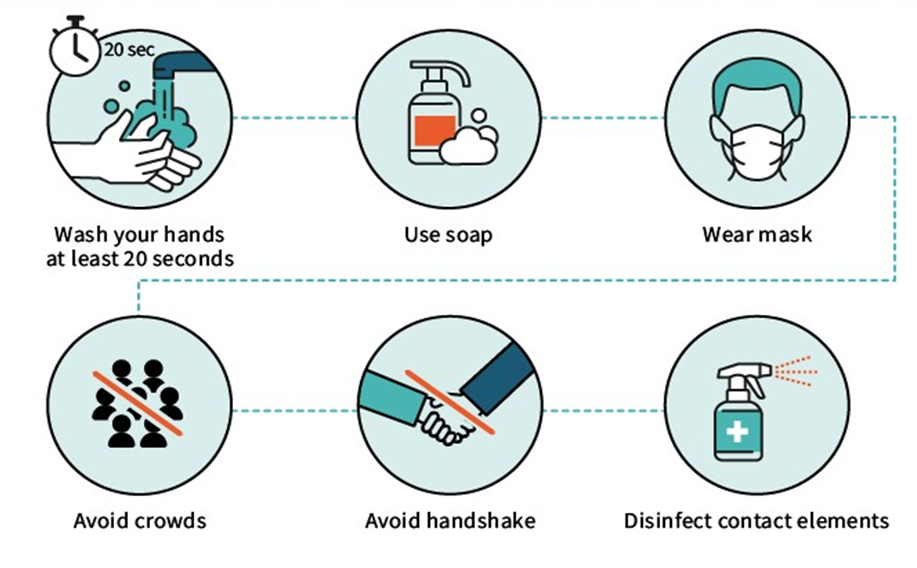 20 sec
Wash your hands
at least 20 seconds
Use soap
Wear mask
Avoid crowds
Avoid handshake
Disinfect contact elements